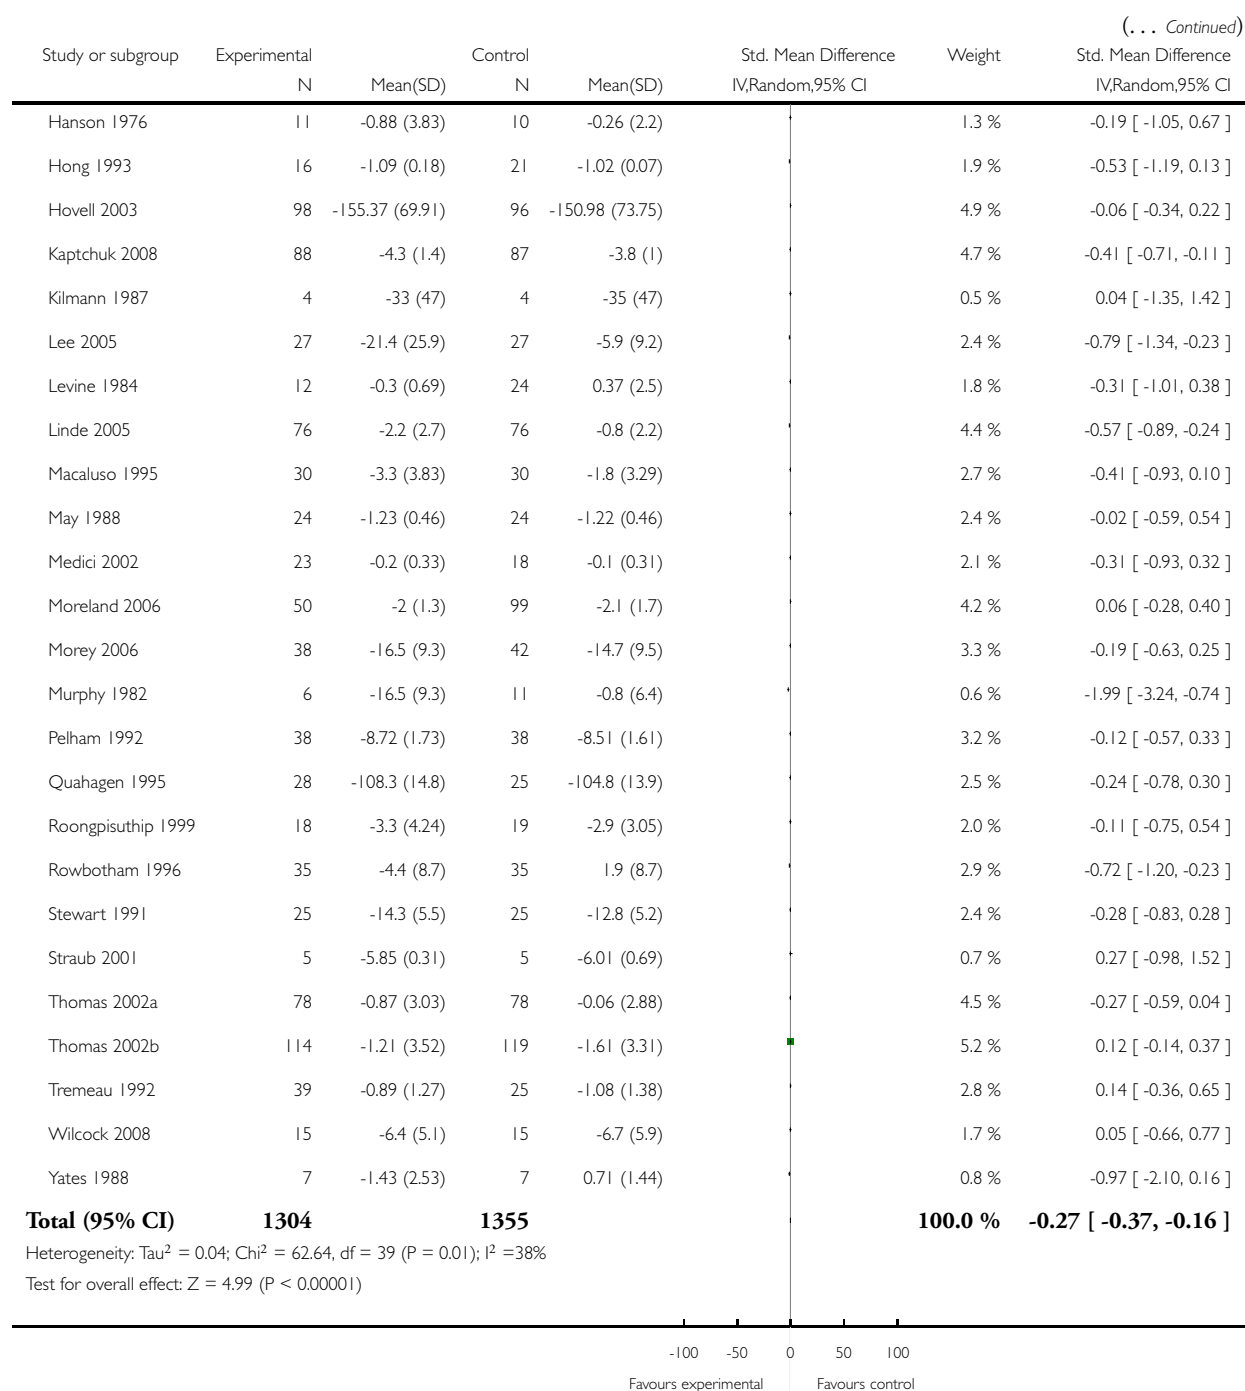 (... Continued)
Study or subgroup Experimental Control Std. Mean Difference Weight Std. Mean Difference
N Mean(SD) N Mean(SD) IV,Random,95% CI IV,Random,95% CI
Hanson 1976 11 -0.88 (3.83) 10 -0.26 (2.2) 1.3 % -0.19 [ -1.05, 0.67 ]
Hong 1993 16 -1.09 (0.18) 21 -1.02 (0.07) 1.9 % -0.53 [ -1.19, 0.13 ]
Hovell 2003 98 -155.37 (69.91) 96 -150.98 (73.75) 4.9 % -0.06 [ -0.34, 0.22 ]
Kaptchuk 2008 88 -4.3 (1.4) 87 -3.8 (1) 4.7 % -0.41 [ -0.71, -0.11 ]
Kilmann 1987 4 -33 (47) 4 -35 (47) 0.5 % 0.04 [ -1.35, 1.42 ]
Lee 2005 27 -21.4 (25.9) 27 -5.9 (9.2) 2.4 % -0.79 [ -1.34, -0.23 ]
Levine 1984 12 -0.3 (0.69) 24 0.37 (2.5) 1.8 % -0.31 [ -1.01, 0.38 ]
Linde 2005 76 -2.2 (2.7) 76 -0.8 (2.2) 4.4 % -0.57 [ -0.89, -0.24 ]
Macaluso 1995 30 -3.3 (3.83) 30 -1.8 (3.29) 2.7 % -0.41 [ -0.93, 0.10 ]
May 1988 24 -1.23 (0.46) 24 -1.22 (0.46) 2.4 % -0.02 [ -0.59, 0.54 ]
Medici 2002 23 -0.2 (0.33) 18 -0.1 (0.31) 2.1 % -0.31 [ -0.93, 0.32 ]
Moreland 2006 50 -2 (1.3) 99 -2.1 (1.7) 4.2 % 0.06 [ -0.28, 0.40 ]
Morey 2006 38 -16.5 (9.3) 42 -14.7 (9.5) 3.3 % -0.19 [ -0.63, 0.25 ]
Murphy 1982 6 -16.5 (9.3) 11 -0.8 (6.4) 0.6 % -1.99 [ -3.24, -0.74 ]
Pelham 1992 38 -8.72 (1.73) 38 -8.51 (1.61) 3.2 % -0.12 [ -0.57, 0.33 ]
Quahagen 1995 28 -108.3 (14.8) 25 -104.8 (13.9) 2.5 % -0.24 [ -0.78, 0.30 ]
Roongpisuthip 1999 18 -3.3 (4.24) 19 -2.9 (3.05) 2.0 % -0.11 [ -0.75, 0.54 ]
Rowbotham 1996 35 -4.4 (8.7) 35 1.9 (8.7) 2.9 % -0.72 [ -1.20, -0.23 ]
Stewart 1991 25 -14.3 (5.5) 25 -12.8 (5.2) 2.4 % -0.28 [ -0.83, 0.28 ]
Straub 2001 5 -5.85 (0.31) 5 -6.01 (0.69) 0.7 % 0.27 [ -0.98, 1.52 ]
Thomas 2002a 78 -0.87 (3.03) 78 -0.06 (2.88) 4.5 % -0.27 [ -0.59, 0.04 ]
Thomas 2002b 114 -1.21 (3.52) 119 -1.61 (3.31) 5.2 % 0.12 [ -0.14, 0.37 ]
Tremeau 1992 39 -0.89 (1.27) 25 -1.08 (1.38) 2.8 % 0.14 [ -0.36, 0.65 ]
Wilcock 2008 15 -6.4 (5.1) 15 -6.7 (5.9) 1.7 % 0.05 [ -0.66, 0.77 ]
Yates 1988 7 -1.43 (2.53) 7 0.71 (1.44) 0.8 % -0.97 [ -2.10, 0.16 ]
Total (95% CI) 1304 1355 100.0 % -0.27 [ -0.37, -0.16 ]
Heterogeneity: Tau² = 0.04; Chi² = 62.64, df = 39 (P = 0.01); I² =38%
Test for overall effect: Z = 4.99 (P < 0.00001)
-100 -50 0 50 100
Favours experimental Favours control